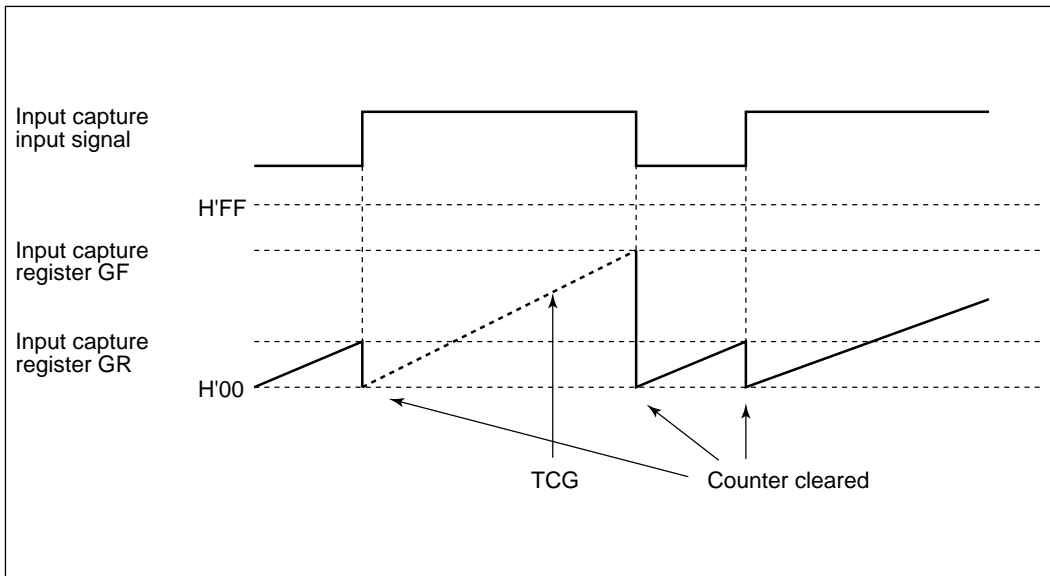 Input capture
input signal
H'FF
Input capture
register GF
Input capture
register GR
H'00
TCG
Counter cleared